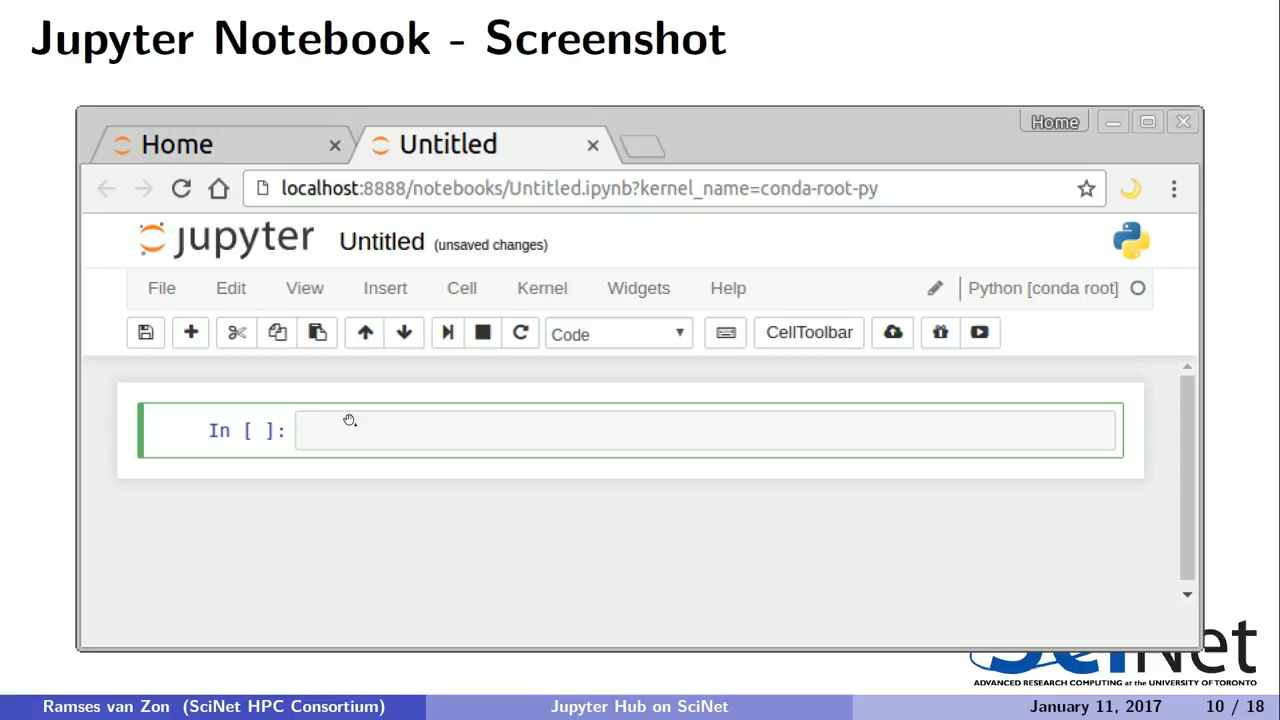 Jupyter Notebook - Screenshot
Home
Home
Untitled
localhost:8888/notebooks/Untitled.ipynb?kernel_name=conda-root-py
jupyter Untitled (unsaved changes)
File Edit View Insert Cell Kernel Widgets Help Python [conda root]
Code CellToolbar
In [ ]:
SciNet
ADVANCED RESEARCH COMPUTING at the UNIVERSITY OF TORONTO
Ramses van Zon (SciNet HPC Consortium) Jupyter Hub on SciNet January 11, 2017 10 / 18